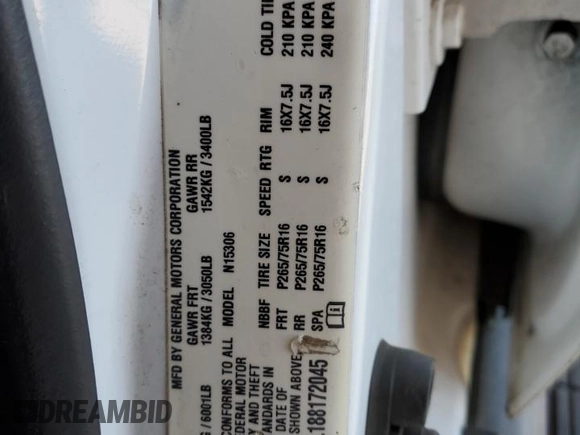 MFD BY GENERAL MOTORS CORPORATION
GAWR FRT GAWR RR
G / 6001LB 1384KG / 3050LB 1542KG / 3400LB
CONFORMS TO ALL MODEL N15306
EDERAL MOTOR
Y AND THEFT NBBF TIRE SIZE SPEED RTG RIM COLD TI
ANDARDS IN
DATE OF FRT P265/75R16 S 16X7.5J 210 KPA
SHOWN ABOVE RR P265/75R16 S 16X7.5J 210 KPA
SPA P265/75R16 S 16X7.5J 240 KPA
188172045
DREAMBID